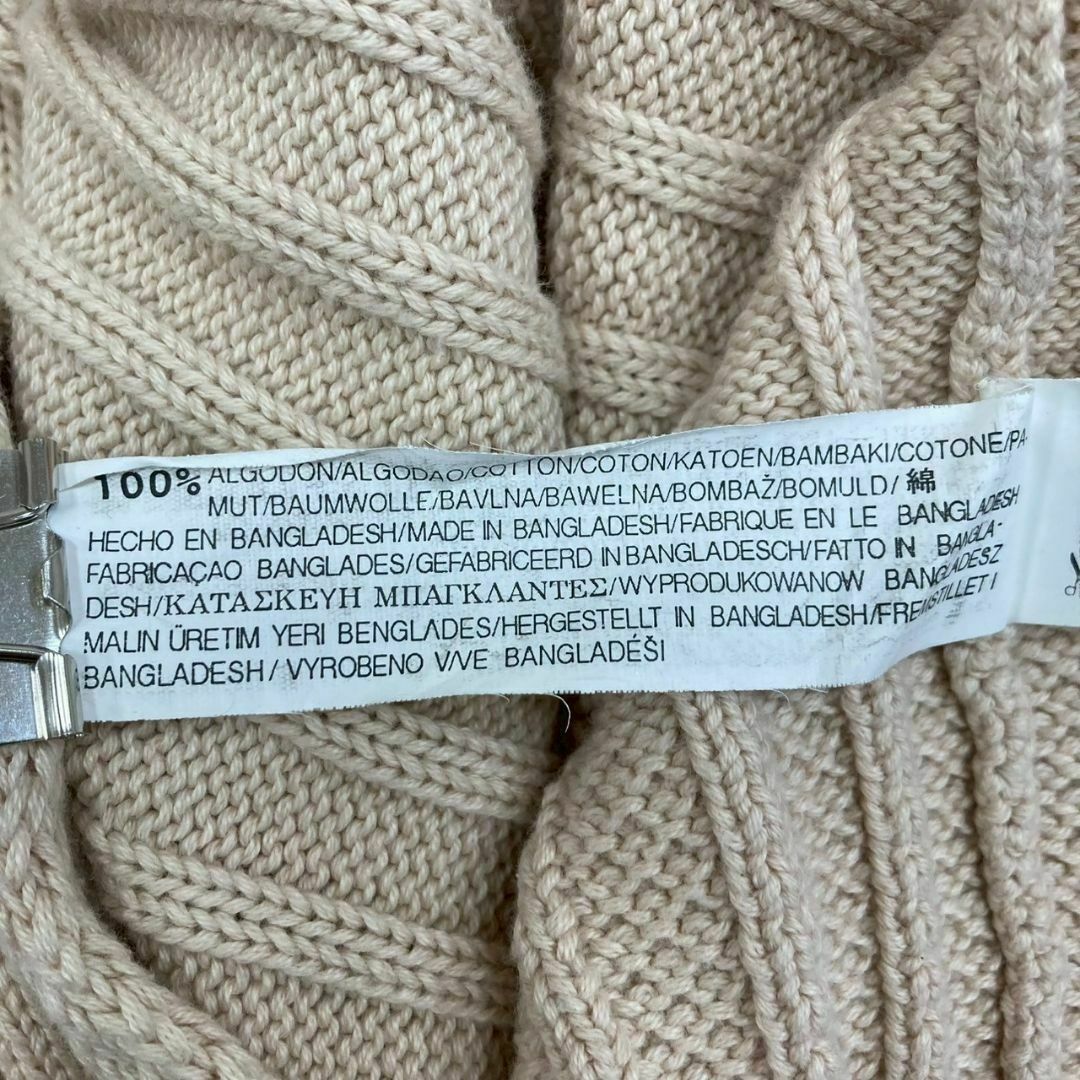 100% ALGODON/ALGODAO/COTTON/COTON/KATOEN/BAMBAKI/COTONE/PA-
MUT/BAUMWOLLE/BAVLNA/BAWELNA/BOMBAŽ/BOMULD/ 綿
HECHO EN BANGLADESH/MADE IN BANGLADESH/FABRIQUE EN LE BANGLADESH
FABRICAÇAO BANGLADES/GEFABRICEERD IN BANGLADESCH/FATTO IN BANGLA-
DESH/ΚΑΤΑΣΚΕΥΗ ΜΠΑΓΚΛΑΝΤΕΣ/WYPRODUKOWANOW BANGLADESZ
MALIN ÜRETIM YERI BENGLADES/HERGESTELLT IN BANGLADESH/FREMSTILLET I
BANGLADESH/ VYROBENO V/VE BANGLADÉŠI